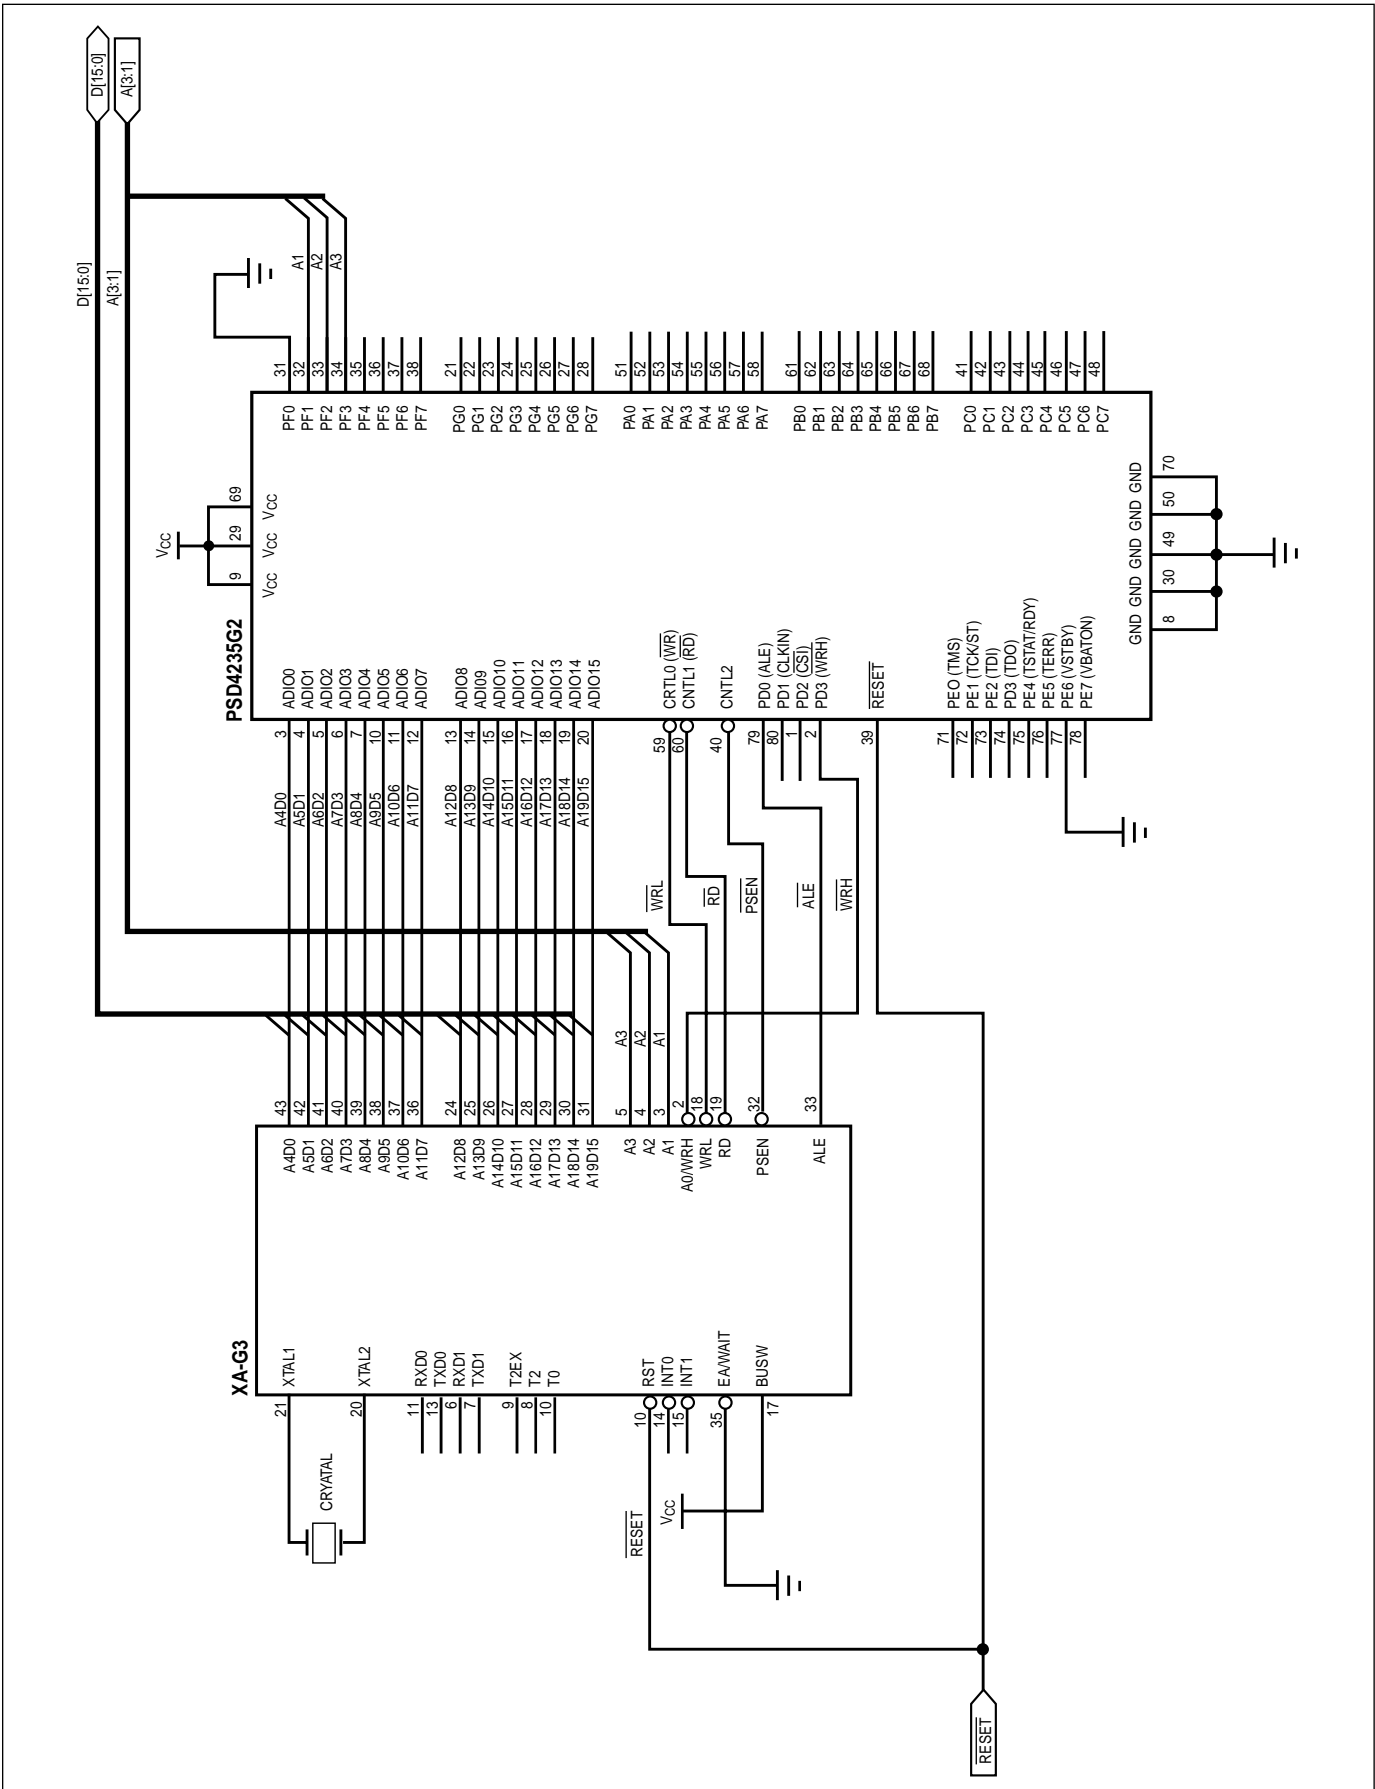 D[15:0]
A[3:1]
D[15:0]
A[3:1]
XA-G3
CRYATAL
21 XTAL1
20 XTAL2
11 RXD0
13 TXD0
6 RXD1
7 TXD1
9 T2EX
8 T2
10 T0
RESET
10 RST
14 INT0
15 INT1
35 EA/WAIT
VCC
17 BUSW
A4D0 43
A5D1 42
A6D2 41
A7D3 40
A8D4 39
A9D5 38
A10D6 37
A11D7 36
A12D8 24
A13D9 25
A14D10 26
A15D11 27
A16D12 28
A17D13 29
A18D14 30
A19D15 31
A3 5 A3
A2 4 A2
A1 3 A1
A0/WRH 2
WRL 18
RD 19
PSEN 32
ALE 33
RESET
A4D0
A5D1
A6D2
A7D3
A8D4
A9D5
A10D6
A11D7
A12D8
A13D9
A14D10
A15D11
A16D12
A17D13
A18D14
A19D15
WRL
RD
PSEN
ALE
WRH
PSD4235G2
3 ADIO0
4 ADIO1
5 ADIO2
6 ADIO3
7 ADIO4
10 ADIO5
11 ADIO6
12 ADIO7
13 ADIO8
14 ADIO9
15 ADIO10
16 ADIO11
17 ADIO12
18 ADIO13
19 ADIO14
20 ADIO15
59 CRTL0 (WR)
60 CNTL1 (RD)
40 CNTL2
79 PD0 (ALE)
80 PD1 (CLKIN)
1 PD2 (CSI)
2 PD3 (WRH)
39 RESET
71 PEO (TMS)
72 PE1 (TCK/ST)
73 PE2 (TDI)
74 PD3 (TDO)
75 PE4 (TSTAT/RDY)
76 PE5 (TERR)
77 PE6 (VSTBY)
78 PE7 (VBATON)
VCC
9 29 69
VCC VCC VCC
PF0 31
PF1 32 A1
PF2 33 A2
PF3 34 A3
PF4 35
PF5 36
PF6 37
PF7 38
PG0 21
PG1 22
PG2 23
PG3 24
PG4 25
PG5 26
PG6 27
PG7 28
PA0 51
PA1 52
PA2 53
PA3 54
PA4 55
PA5 56
PA6 57
PA7 58
PB0 61
PB1 62
PB2 63
PB3 64
PB4 65
PB5 66
PB6 67
PB7 68
PC0 41
PC1 42
PC2 43
PC3 44
PC4 45
PC5 46
PC6 47
PC7 48
GND GND GND GND GND
8 30 49 50 70